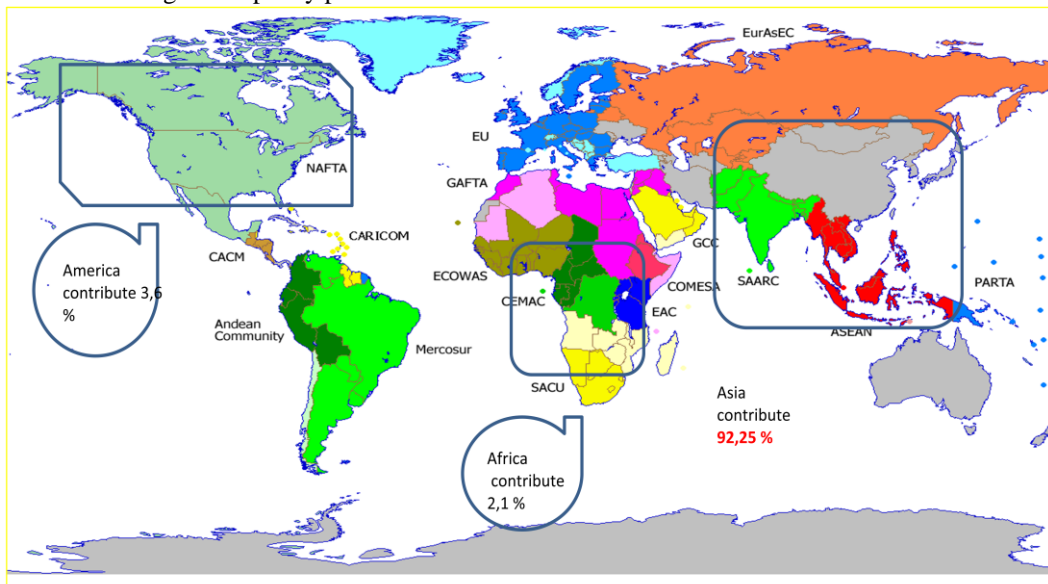 EurAsEC
EU
NAFTA
GAFTA
CARICOM
GCC
CACM
ECOWAS
COMESA
SAARC
PARTA
CEMAC
EAC
America
contribute 3,6
%
Andean
Community
Mercosur
ASEAN
SACU
Asia
contribute
92,25 %
Africa
contribute
2,1 %